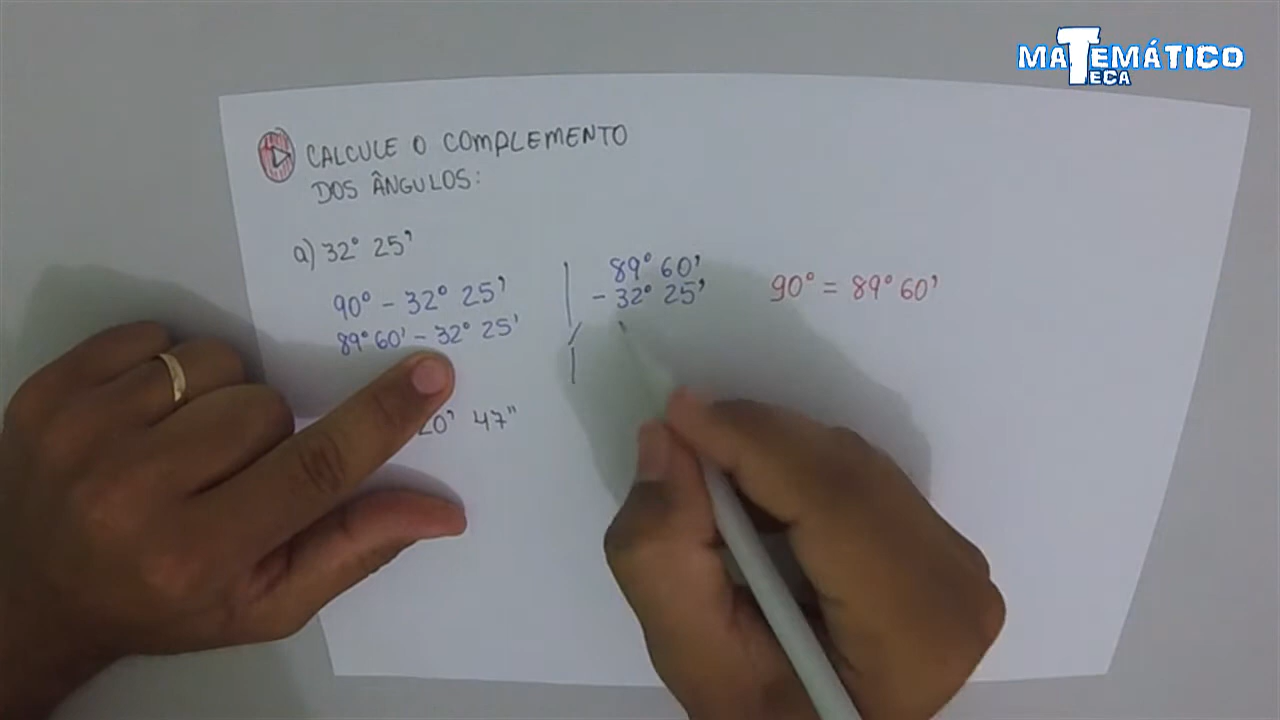 MATEMÁTICO
TECA
CALCULE O COMPLEMENTO
DOS ÂNGULOS:
a) 32° 25'
90° - 32° 25'
89° 60' - 32° 25'
89° 60'
- 32° 25'
90° = 89° 60'
20' 47"